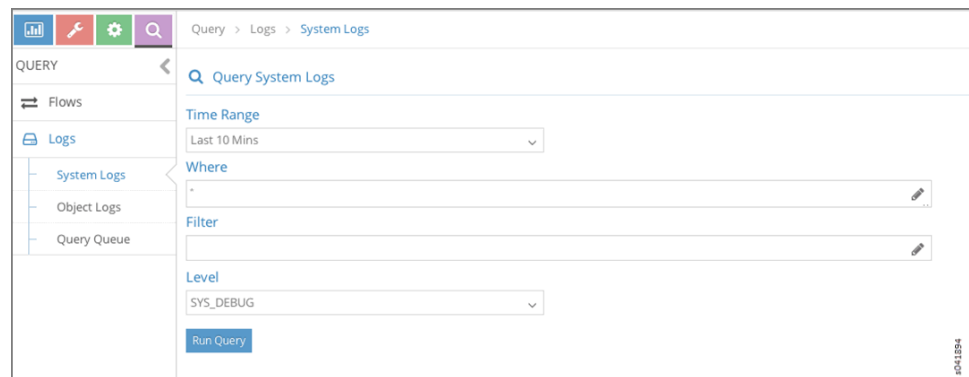 Query > Logs > System Logs
QUERY
Flows
Logs
System Logs
Object Logs
Query Queue
Query System Logs
Time Range
Last 10 Mins
Where
*
Filter
Level
SYS_DEBUG
Run Query
s041894